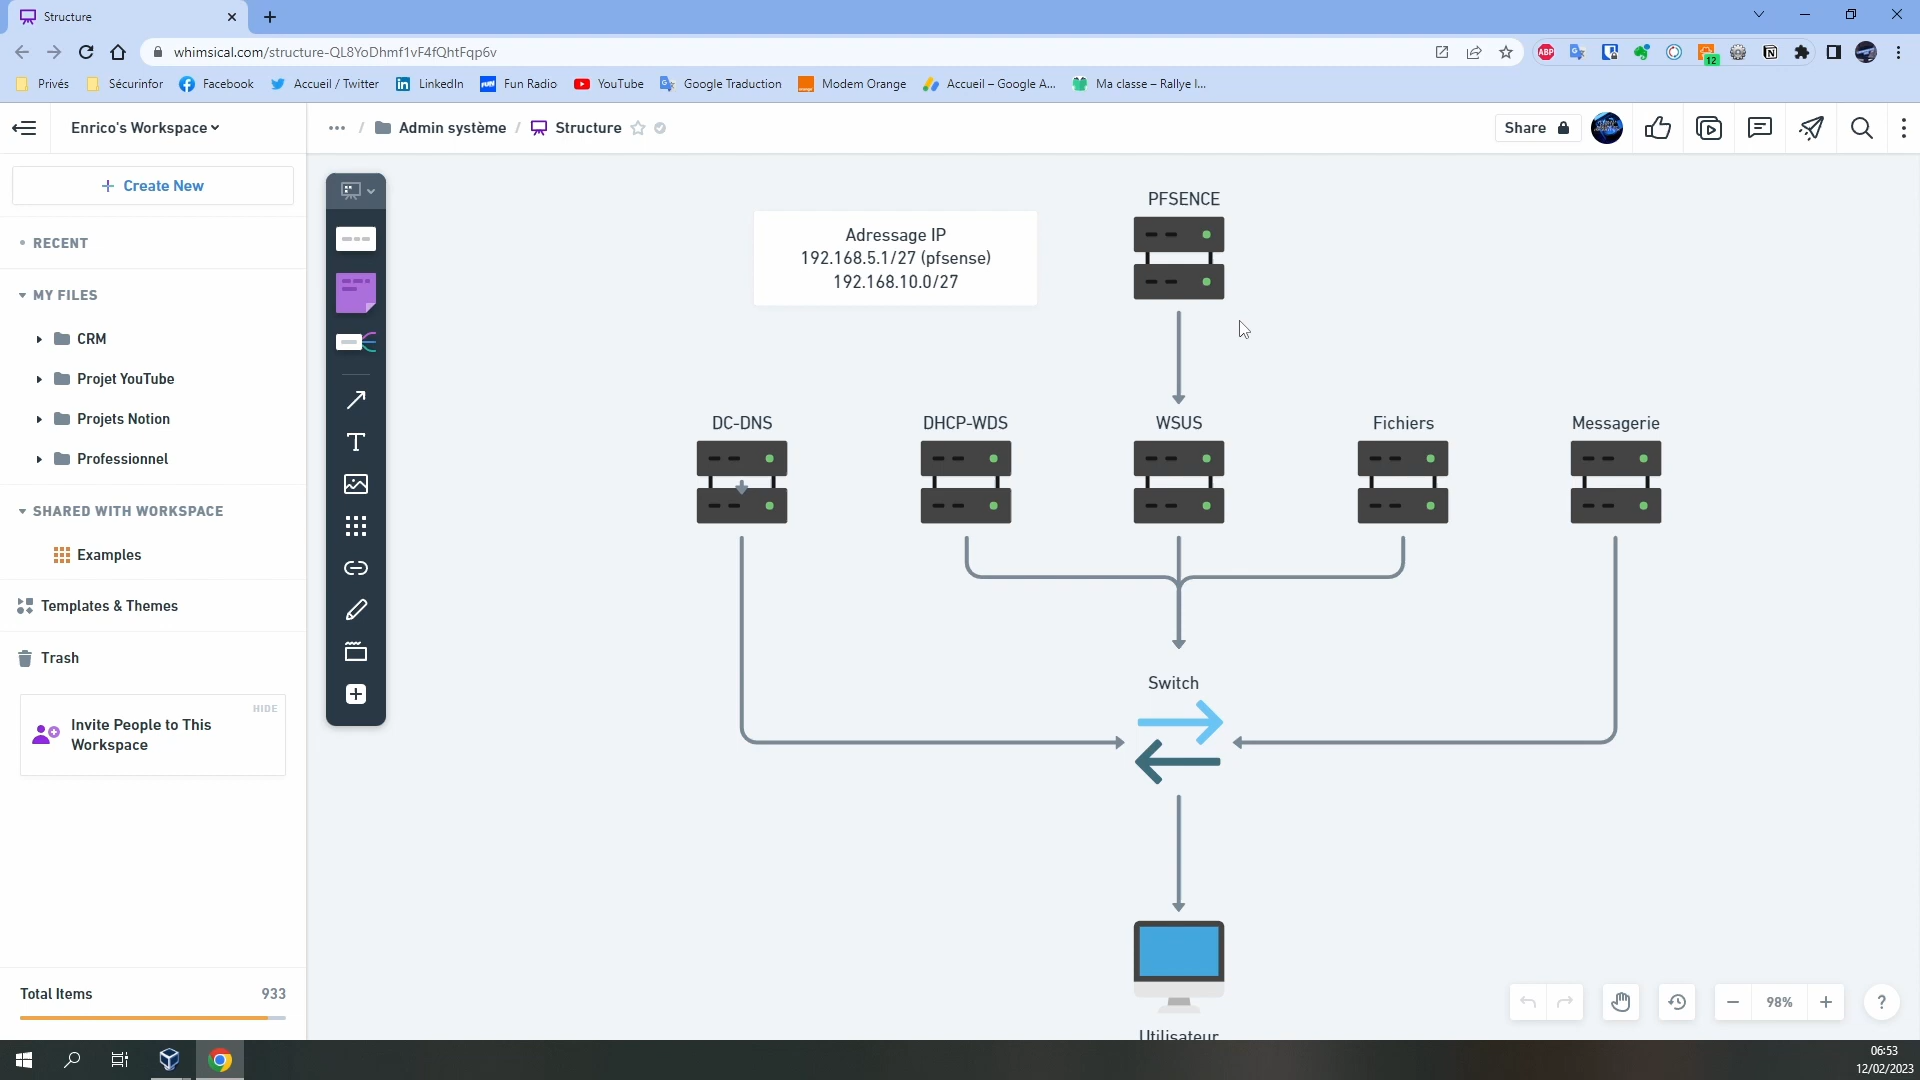 Structure
whimsical.com/structure-QL8YoDhmf1vF4fQhtFqp6v
ABP
12
Privés
Sécurinfor
Facebook
Accueil / Twitter
LinkedIn
Fun Radio
YouTube
Google Traduction
Modem Orange
Accueil – Google A...
Ma classe – Rallye I...
Enrico's Workspace
... / Admin système / Structure
Share
Create New
RECENT
MY FILES
CRM
Projet YouTube
Projets Notion
Professionnel
SHARED WITH WORKSPACE
Examples
Templates & Themes
Trash
HIDE
Invite People to This
Workspace
Total Items 933
Adressage IP
192.168.5.1/27 (pfsense)
192.168.10.0/27
PFSENCE
DC-DNS
DHCP-WDS
WSUS
Fichiers
Messagerie
Switch
Utilisateur
98%
?
06:53
12/02/2023